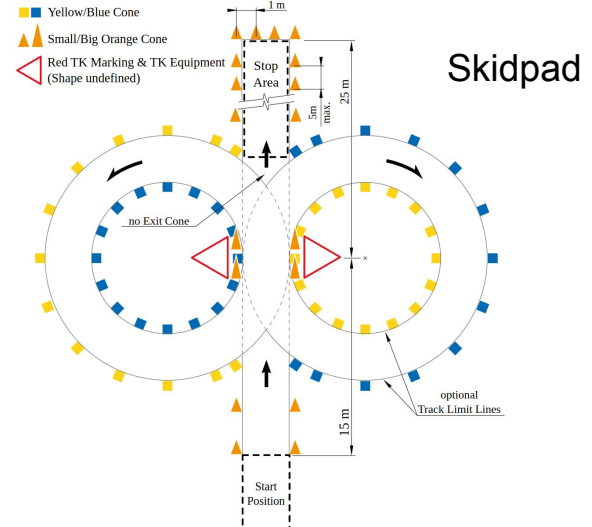 Yellow/Blue Cone
Small/Big Orange Cone
Red TK Marking & TK Equipment
(Shape undefined)
1 m
Skidpad
Stop
Area
5m
max.
25 m
no Exit Cone
×
optional
Track Limit Lines
15 m
Start
Position